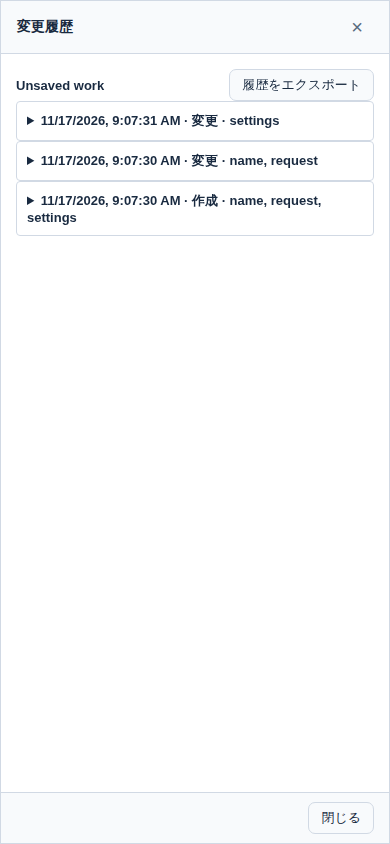 変更履歴
×
Unsaved work
履歴をエクスポート
▶ 11/17/2026, 9:07:31 AM · 変更 · settings
▶ 11/17/2026, 9:07:30 AM · 変更 · name, request
▶ 11/17/2026, 9:07:30 AM · 作成 · name, request,
settings
閉じる